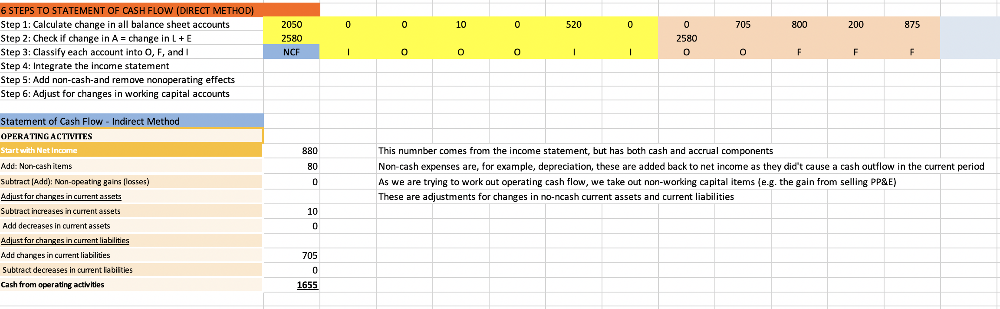 6 STEPS TO STATEMENT OF CASH FLOW (DIRECT METHOD)
Step 1: Calculate change in all balance sheet accounts 2050 0 0 10 0 520 0 0 705 800 200 875
Step 2: Check if change in A = change in L + E 2580 2580
Step 3: Classify each account into O, F, and I NCF I O O O I I O O F F F
Step 4: Integrate the income statement
Step 5: Add non-cash-and remove nonoperating effects
Step 6: Adjust for changes in working capital accounts
Statement of Cash Flow - Indirect Method
OPERATING ACTIVITES
Start with Net Income 880 This numnber comes from the income statement, but has both cash and accrual components
Add: Non-cash items 80 Non-cash expenses are, for example, depreciation, these are added back to net income as they did't cause a cash outflow in the current period
Subtract (Add): Non-opeating gains (losses) 0 As we are trying to work out operating cash flow, we take out non-working capital items (e.g. the gain from selling PP&E)
Adjust for changes in current assets These are adjustments for changes in no-ncash current assets and current liabilities
Subtract increases in current assets 10
Add decreases in current assets 0
Adjust for changes in current liabilities
Add changes in current liabilities 705
Subtract decreases in current liabilities 0
Cash from operating activities 1655